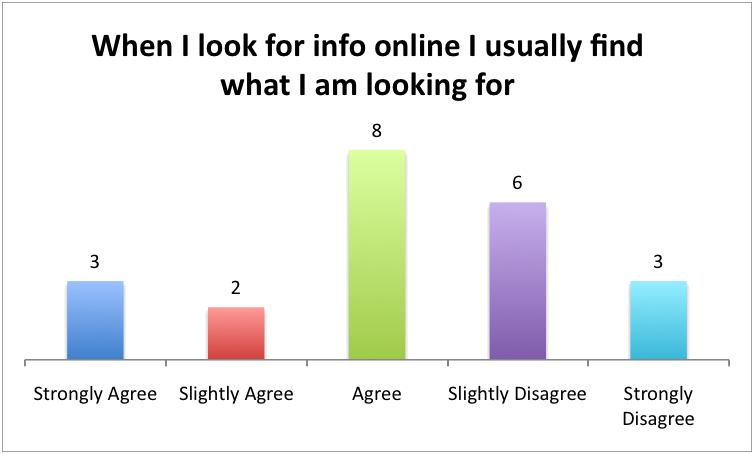 When I look for info online I usually find
what I am looking for
8
6
3
2
3
Strongly Agree
Slightly Agree
Agree
Slightly Disagree
Strongly
Disagree